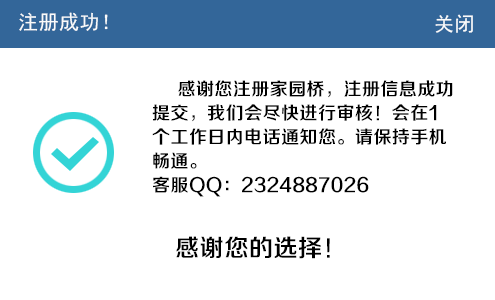 注册成功！
关闭
感谢您注册家园桥，注册信息成功
提交，我们会尽快进行审核！会在1
个工作日内电话通知您。请保持手机
畅通。
客服QQ：2324887026
感谢您的选择！